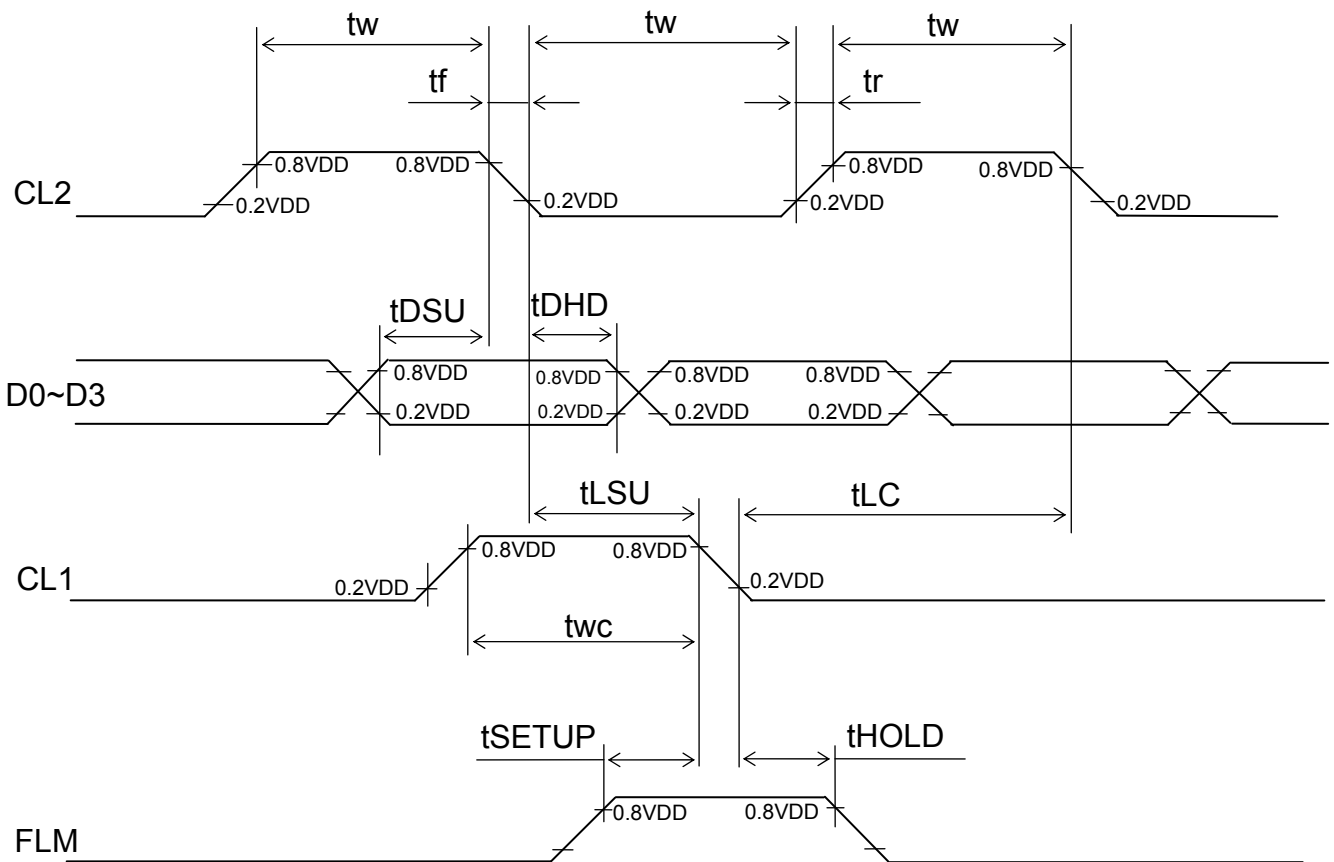 tw tw tw
tf tr
0.8VDD 0.8VDD 0.8VDD 0.8VDD
CL2
0.2VDD 0.2VDD 0.2VDD 0.2VDD
tDSU tDHD
0.8VDD 0.8VDD 0.8VDD 0.8VDD
D0~D3
0.2VDD 0.2VDD 0.2VDD 0.2VDD
tLSU tLC
0.8VDD 0.8VDD
CL1
0.2VDD 0.2VDD
twc
tSETUP tHOLD
0.8VDD 0.8VDD
FLM